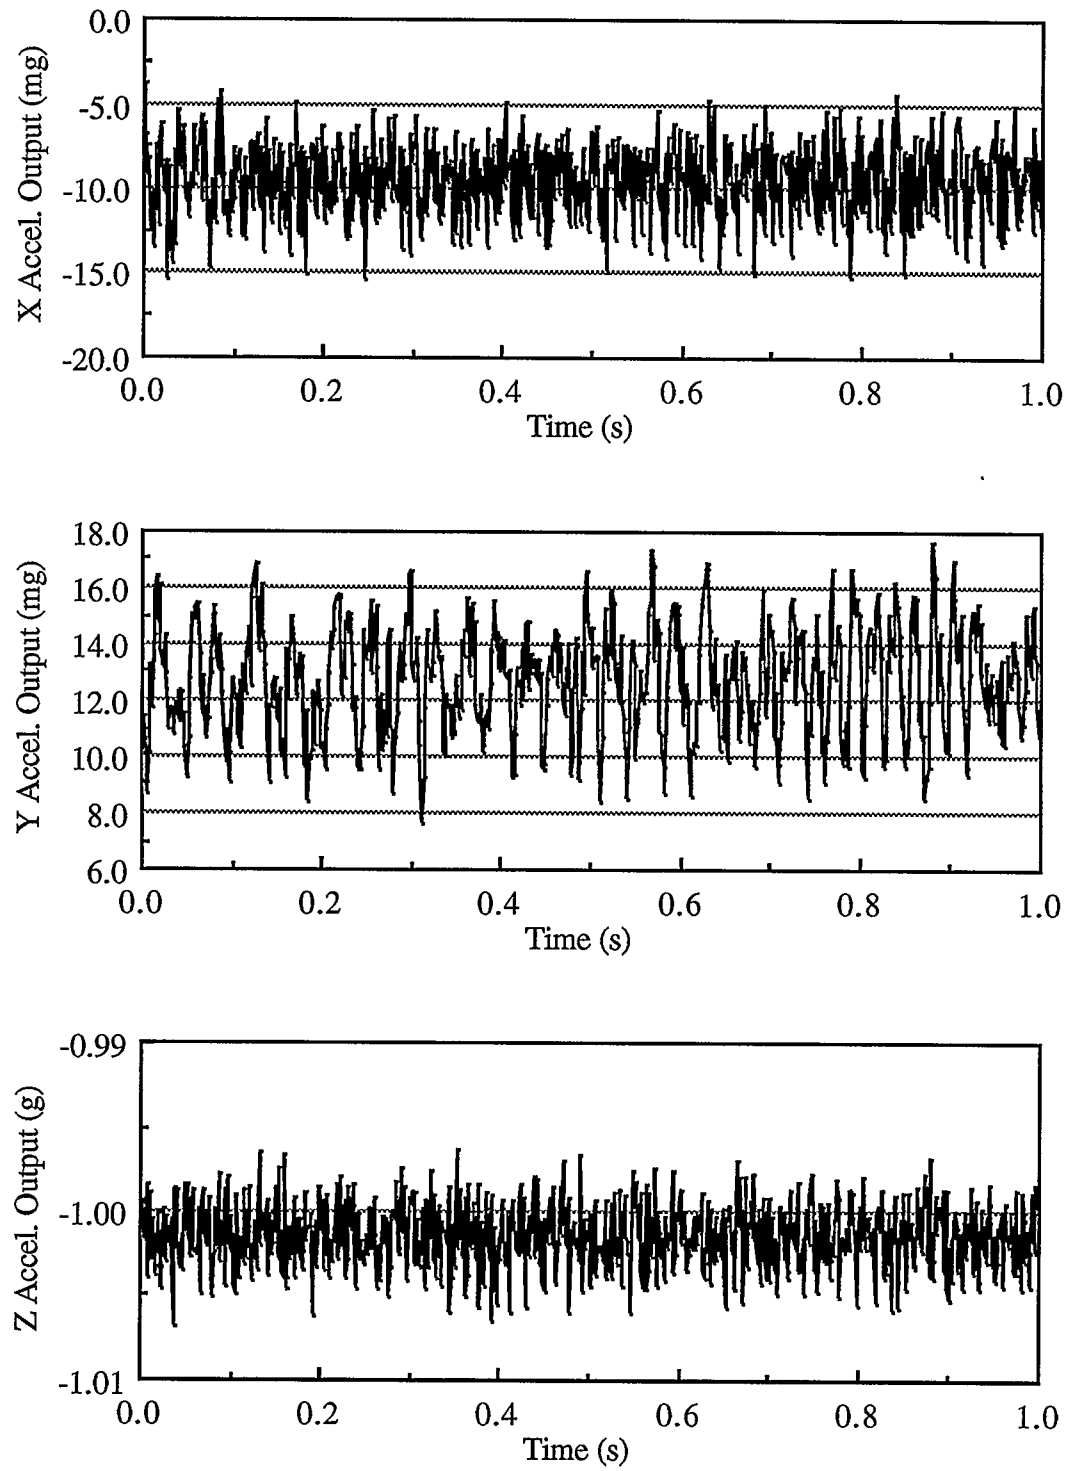 X Accel. Output (mg)
0.0
-5.0
-10.0
-15.0
-20.0
0.0 0.2 0.4 0.6 0.8 1.0
Time (s)
Y Accel. Output (mg)
18.0
16.0
14.0
12.0
10.0
8.0
6.0
0.0 0.2 0.4 0.6 0.8 1.0
Time (s)
Z Accel. Output (g)
-0.99
-1.00
-1.01
0.0 0.2 0.4 0.6 0.8 1.0
Time (s)